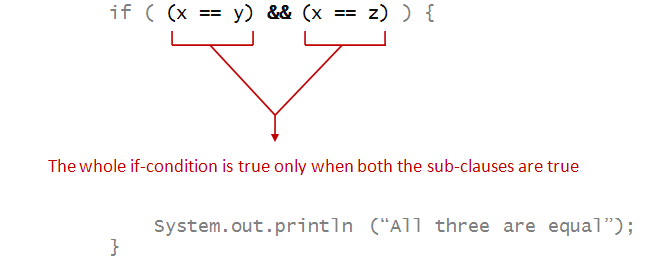 if ( (x == y) && (x == z) ) {
The whole if-condition is true only when both the sub-clauses are true
System.out.println (“All three are equal”);
}